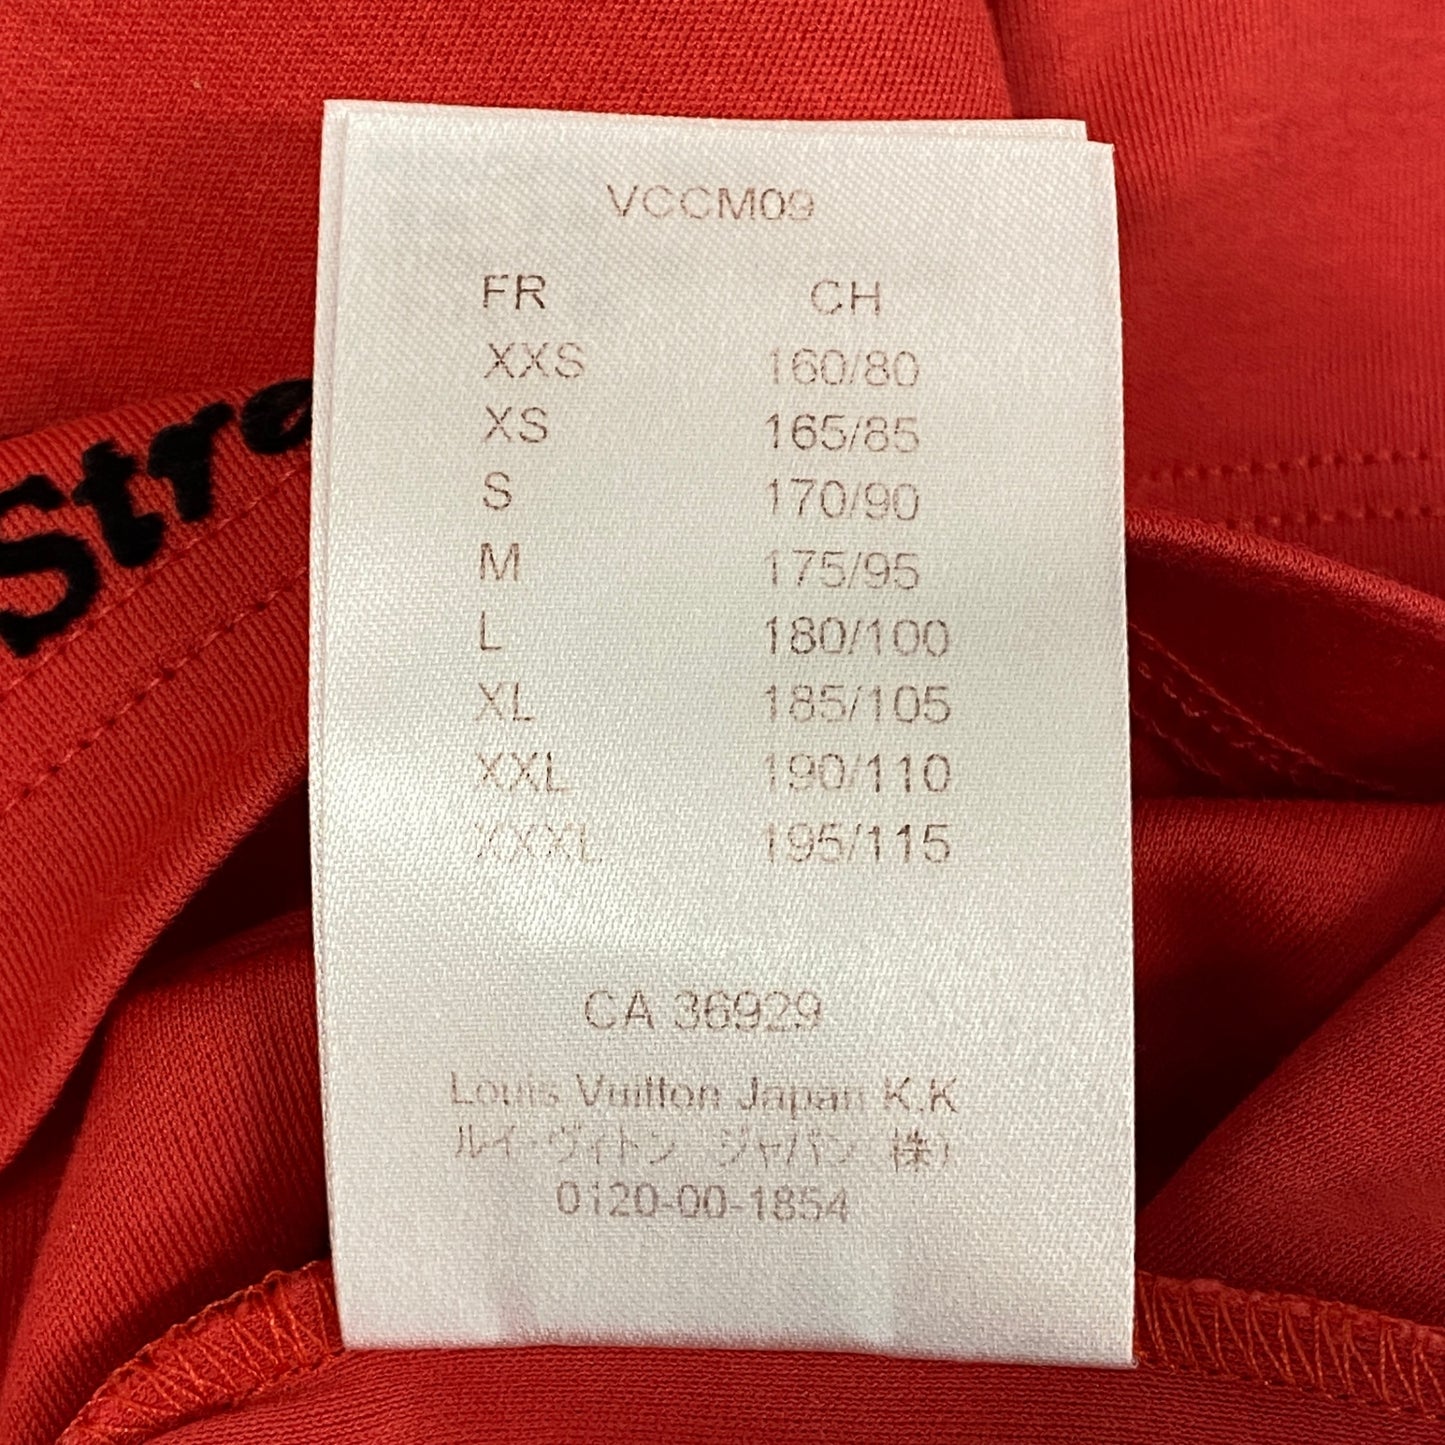 VCCM09
FR CH
XXS 160/80
XS 165/85
S 170/90
M 175/95
L 180/100
XL 185/105
XXL 190/110
XXXL 195/115
CA 36929
Louis Vuitton Japan K.K
ルイ・ヴィトン ジャパン 株)
0120-00-1854
Stra